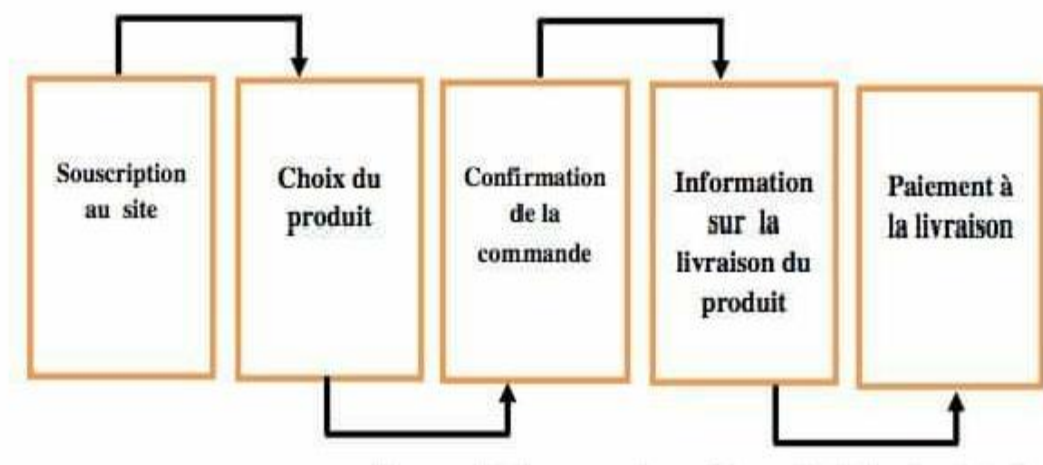 Souscription
au site
Choix du
produit
Confirmation
de la
commande
Information
sur la
livraison du
produit
Paiement à
la livraison